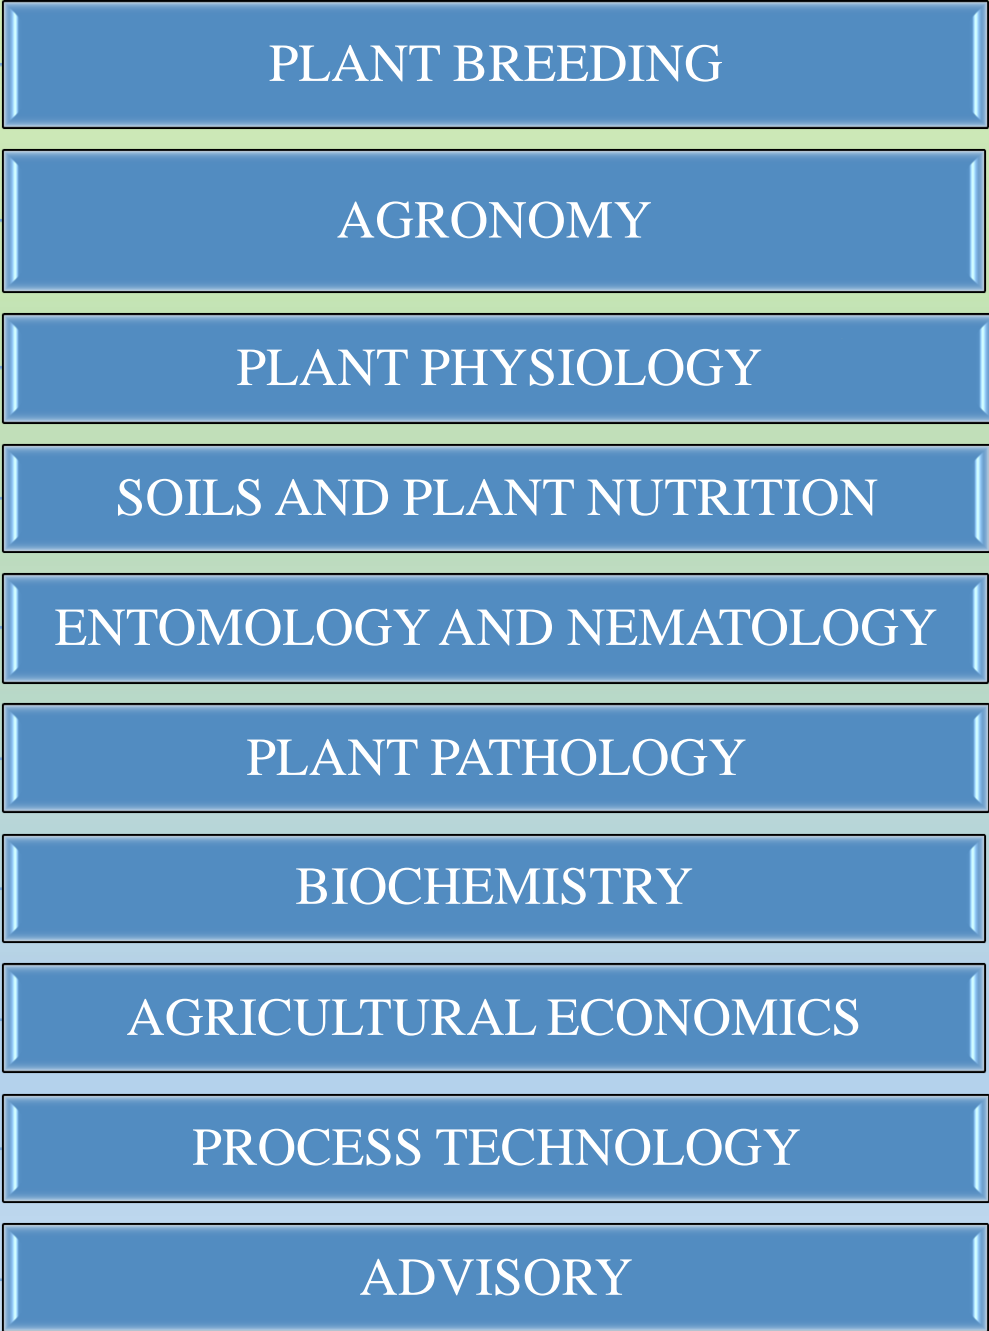 PLANT BREEDING
AGRONOMY
PLANT PHYSIOLOGY
SOILS AND PLANT NUTRITION
ENTOMOLOGY AND NEMATOLOGY
PLANT PATHOLOGY
BIOCHEMISTRY
AGRICULTURAL ECONOMICS
PROCESS TECHNOLOGY
ADVISORY